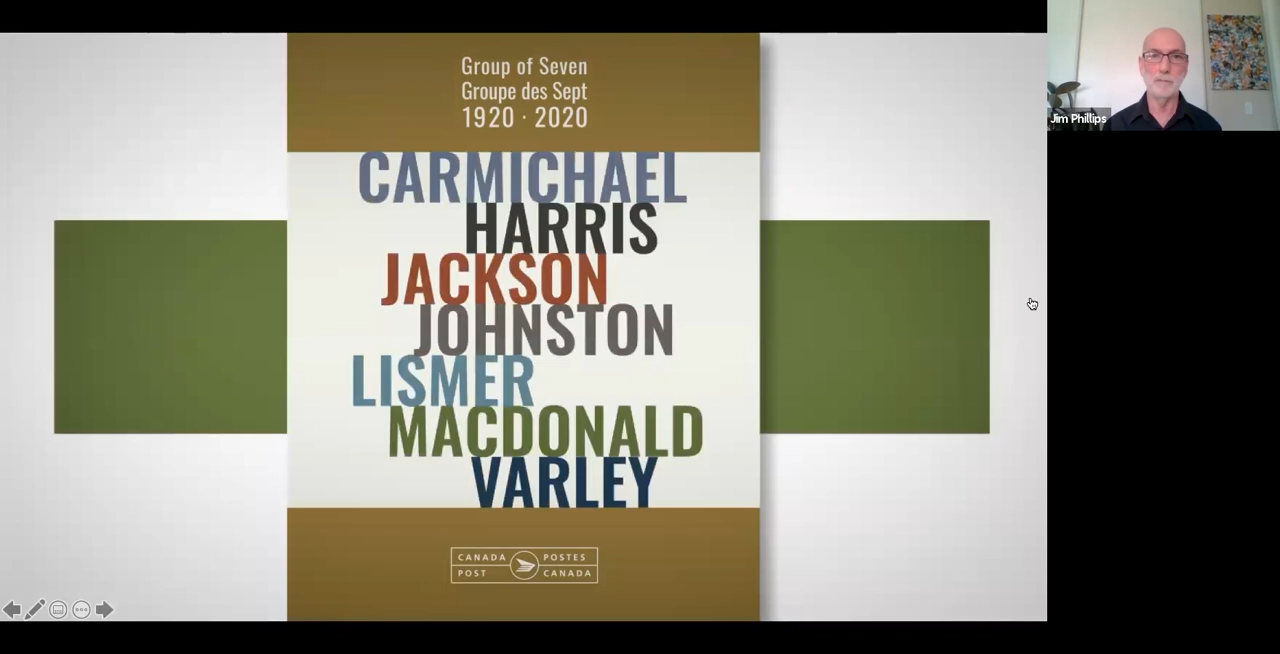 Group of Seven
Groupe des Sept
1920 · 2020
CARMICHAEL
HARRIS
JACKSON
JOHNSTON
LISMER
MACDONALD
VARLEY
CANADA POSTES
POST CANADA
Jim Phillips